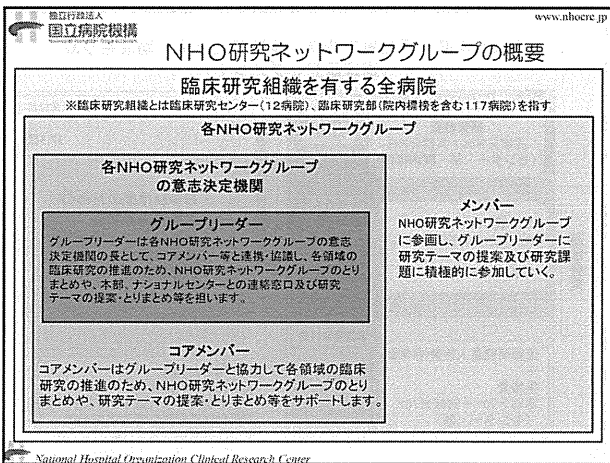 独立行政法人
国立病院機構
www.nhocrc.jp
NHO研究ネットワークグループの概要
臨床研究組織を有する全病院
※臨床研究組織とは臨床研究センター(12病院)、臨床研究部(院内標榜を含む117病院)を指す
各NHO研究ネットワークグループ
各NHO研究ネットワークグループ
の意志決定機関
グループリーダー
グループリーダーは各NHO研究ネットワークグループの意志
決定機関の長として、コアメンバー等と連携・協議し、各領域の
臨床研究の推進のため、NHO研究ネットワークグループのとり
まとめや、本部、ナショナルセンターとの連絡窓口及び研究
テーマの提案・とりまとめ等を担います。
コアメンバー
コアメンバーはグループリーダーと協力して各領域の臨床
研究の推進のため、NHO研究ネットワークグループのとり
まとめや、研究テーマの提案・とりまとめ等をサポートします。
メンバー
NHO研究ネットワークグループ
に参画し、グループリーダーに
研究テーマの提案及び研究課
題に積極的に参加していく。
National Hospital Organization Clinical Research Center